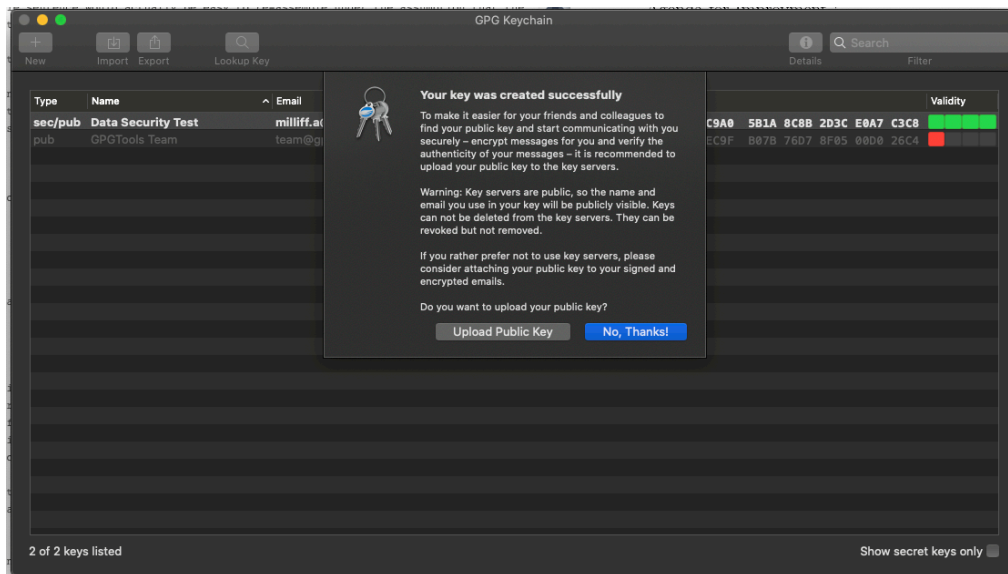 GPG Keychain
New Import Export Lookup Key Details Search Filter
Type Name Email Validity
sec/pub Data Security Test C9A0 5B1A 8C8B 2D3C E0A7 C3C8
pub GPGTools Team EC9F B07B 76D7 8F05 00D0 26C4
Your key was created successfully
To make it easier for your friends and colleagues to
find your public key and start communicating with you
securely – encrypt messages for you and verify the
authenticity of your messages – it is recommended to
upload your public key to the key servers.
Warning: Key servers are public, so the name and
email you use in your key will be publicly visible. Keys
can not be deleted from the key servers. They can be
revoked but not removed.
If you rather prefer not to use key servers, please
consider attaching your public key to your signed and
encrypted emails.
Do you want to upload your public key?
Upload Public Key No, Thanks!
2 of 2 keys listed Show secret keys only